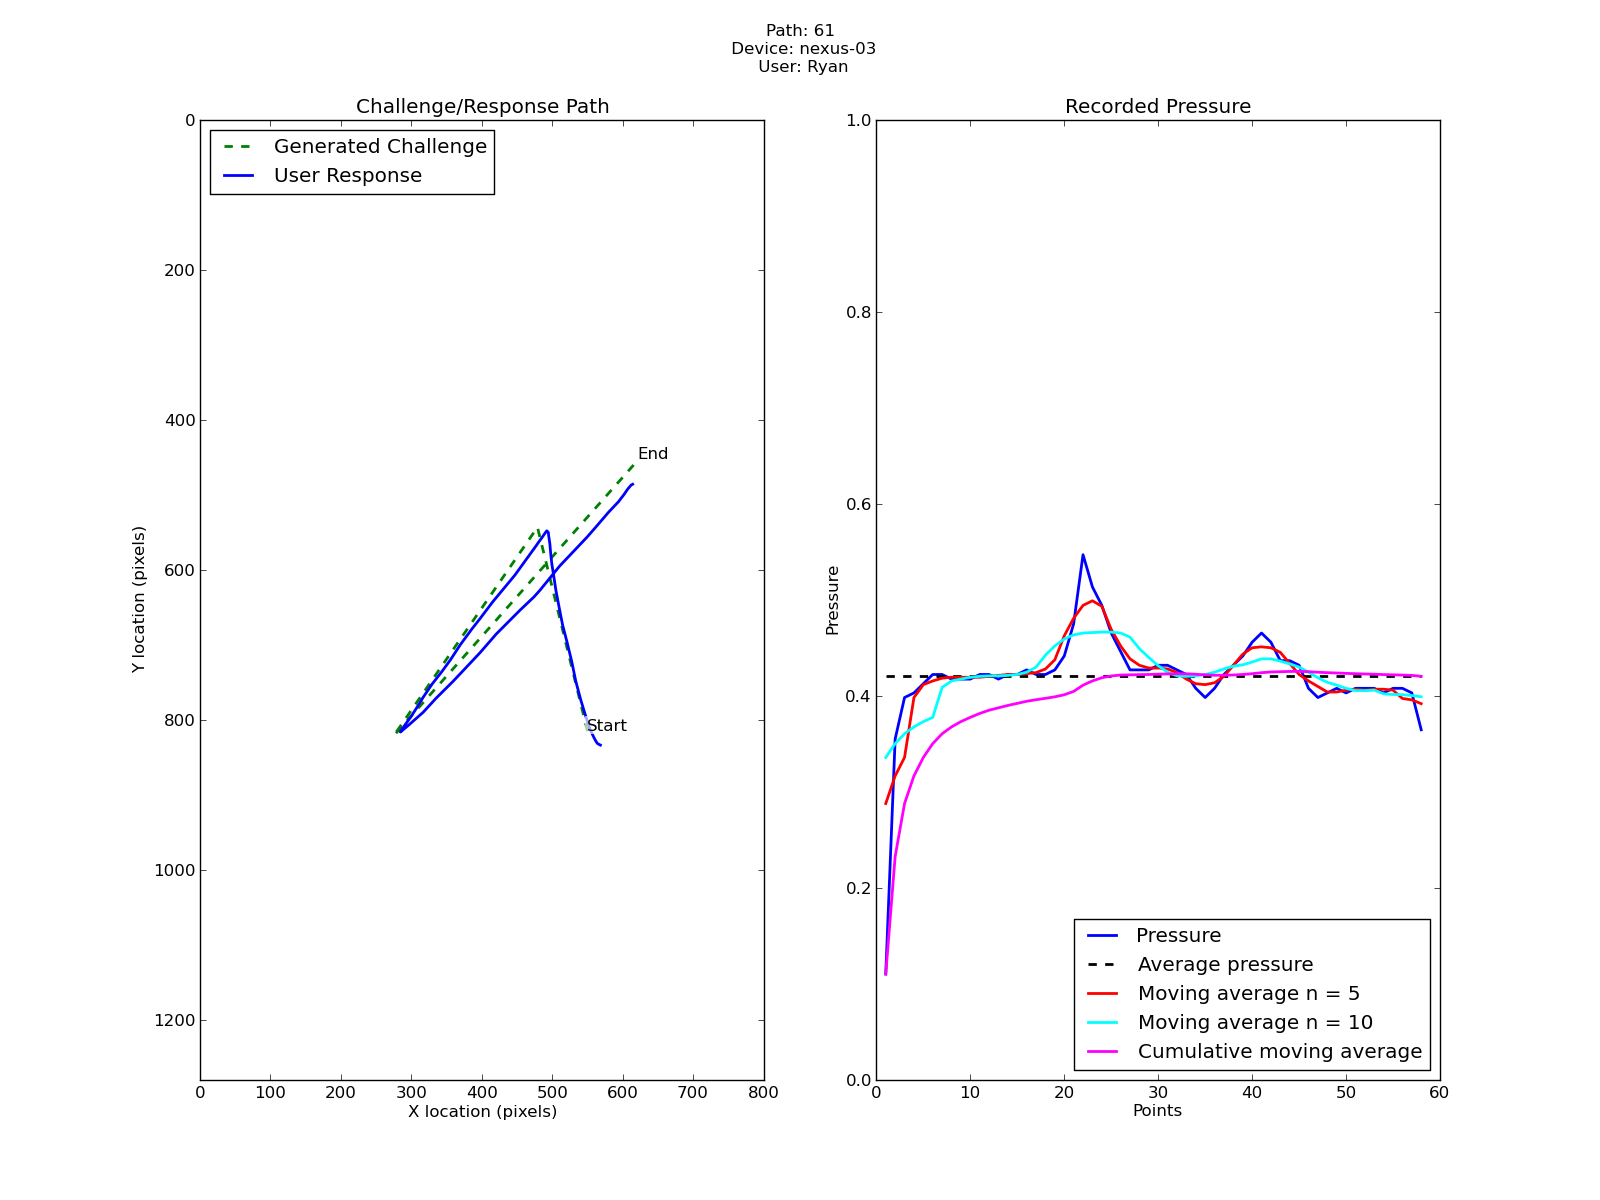 Path: 61
Device: nexus-03
User: Ryan
Challenge/Response Path
0
200
400
600
800
1000
1200
Y location (pixels)
Generated Challenge
User Response
End
Start
0 100 200 300 400 500 600 700 800
X location (pixels)
Recorded Pressure
1.0
0.8
0.6
0.4
0.2
0.0
Pressure
Pressure
Average pressure
Moving average n = 5
Moving average n = 10
Cumulative moving average
0 10 20 30 40 50 60
Points